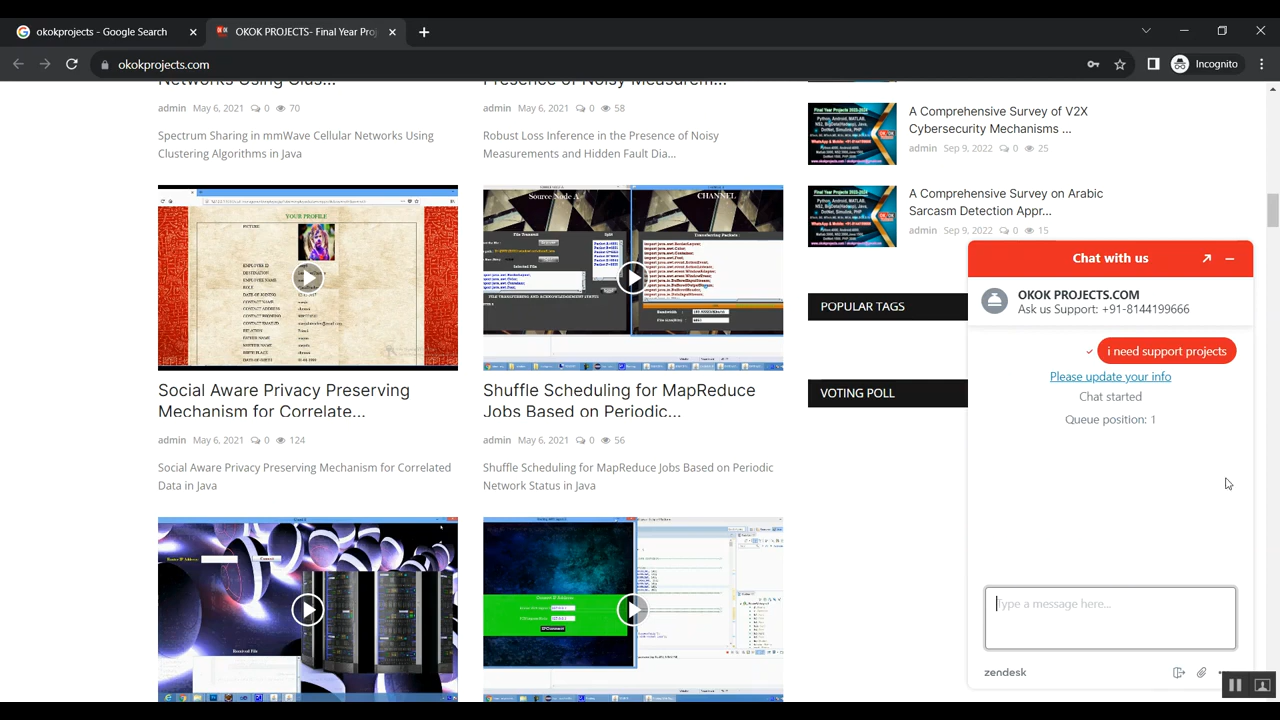 okokprojects - Google Search
OKOK PROJECTS- Final Year Proj
okokprojects.com
Incognito
Networks Using Clas...
Presence of Noisy Measurem...
admin May 6, 2021 0 70
admin May 6, 2021 0 58
Spectrum Sharing in mmWave Cellular Networks Using
Clustering Algorithms in Java
Robust Loss Inference in the Presence of Noisy
Measurements and Hidden Fault Dia...
YOUR PROFILE
PICTURE
Source Node A
CHANNEL
Social Aware Privacy Preserving
Mechanism for Correlate...
admin May 6, 2021 0 124
Social Aware Privacy Preserving Mechanism for Correlated
Data in Java
Shuffle Scheduling for MapReduce
Jobs Based on Periodic...
admin May 6, 2021 0 56
Shuffle Scheduling for MapReduce Jobs Based on Periodic
Network Status in Java
A Comprehensive Survey of V2X
Cybersecurity Mechanisms ...
admin Sep 9, 2022 0 25
A Comprehensive Survey on Arabic
Sarcasm Detection Appr...
admin Sep 9, 2022 0 15
POPULAR TAGS
VOTING POLL
Chat with us
OKOK PROJECTS.COM
Ask us Support +91- 8144199666
i need support projects
Please update your info
Chat started
Queue position: 1
Type a message here...
zendesk